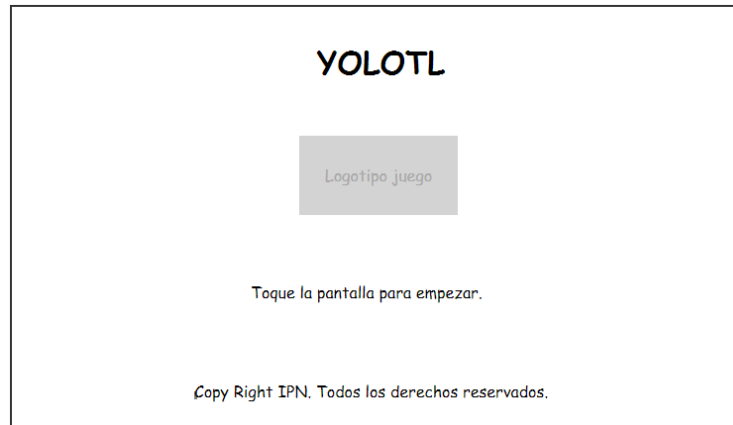 YOLOTL
Logotipo juego
Toque la pantalla para empezar.
Copy Right IPN. Todos los derechos reservados.